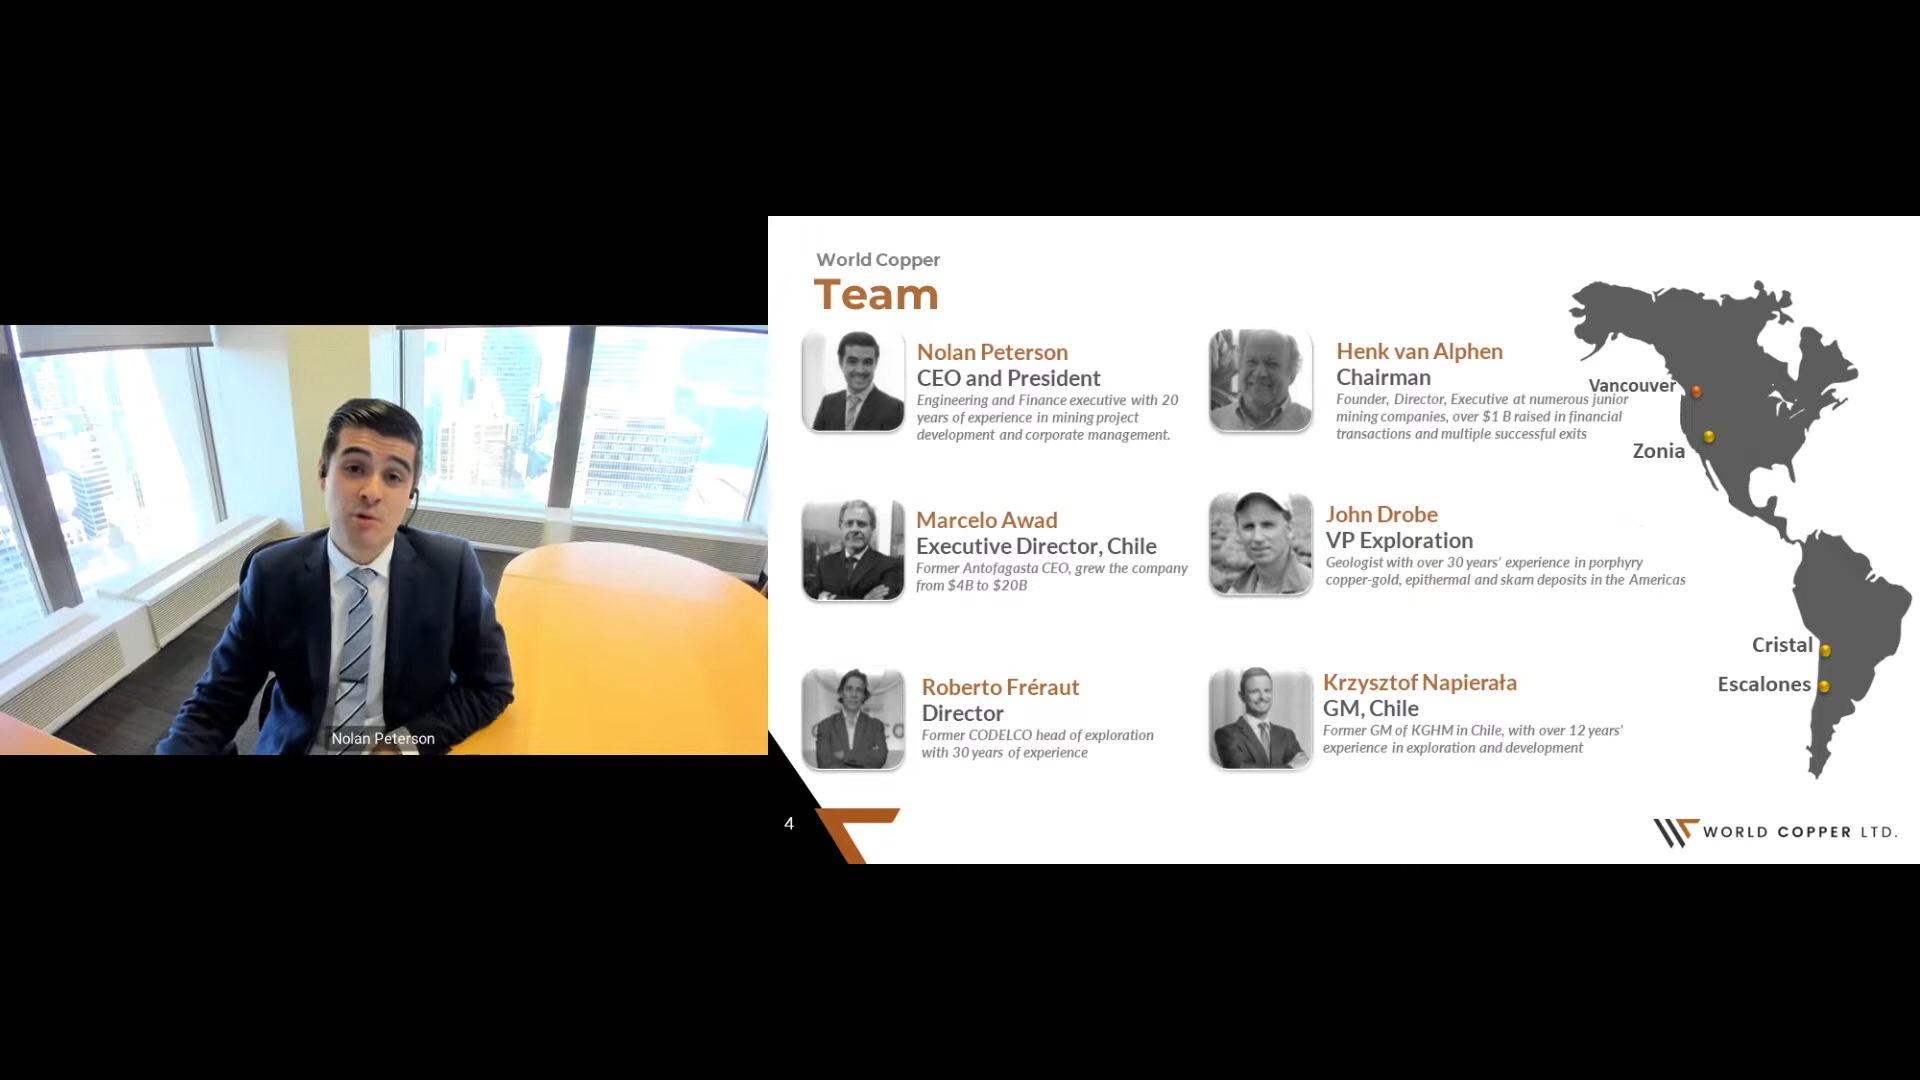 World Copper
Team
Nolan Peterson
CEO and President
Engineering and Finance executive with 20
years of experience in mining project
development and corporate management.
Henk van Alphen
Chairman
Founder, Director, Executive at numerous junior
mining companies, over $1 B raised in financial
transactions and multiple successful exits
Marcelo Awad
Executive Director, Chile
Former Antofagasta CEO, grew the company
from $4B to $20B
John Drobe
VP Exploration
Geologist with over 30 years' experience in porphyry
copper-gold, epithermal and skarn deposits in the Americas
Roberto Fréraut
Director
Former CODELCO head of exploration
with 30 years of experience
Krzysztof Napierała
GM, Chile
Former GM of KGHM in Chile, with over 12 years'
experience in exploration and development
Vancouver
Zonia
Cristal
Escalones
Nolan Peterson
4
WORLD COPPER LTD.